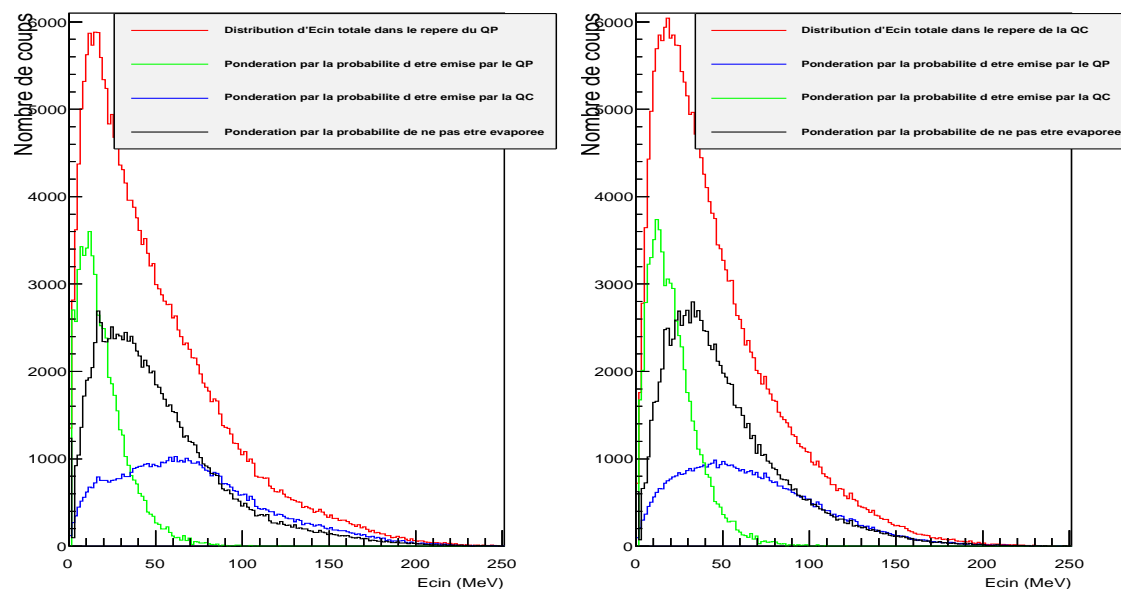 Nombre de coups
6000
5000
4000
3000
2000
1000
0
Distribution d'Ecin totale dans le repere du QP
Ponderation par la probabilite d etre emise par le QP
Ponderation par la probabilite d etre emise par la QC
Ponderation par la probabilite de ne pas etre evaporee
0 50 100 150 200 250
Ecin (MeV)
Nombre de coups
6000
5000
4000
3000
2000
1000
0
Distribution d'Ecin totale dans le repere de la QC
Ponderation par la probabilite d etre emise par le QP
Ponderation par la probabilite d etre emise par la QC
Ponderation par la probabilite de ne pas etre evaporee
0 50 100 150 200 250
Ecin (MeV)